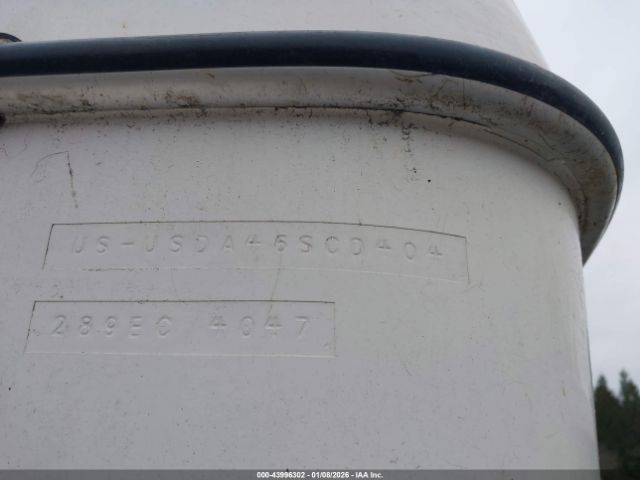 US-USDA46SCD404
289EC 4047
000-43996302 - 01/08/2026 - IAA Inc.